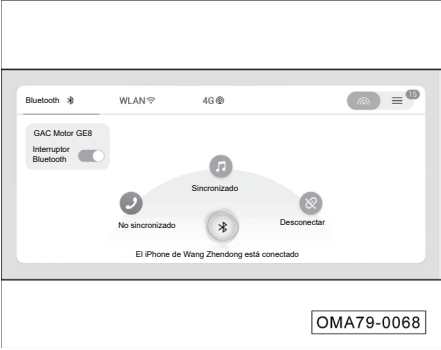 Bluetooth
WLAN
4G
15
GAC Motor GE8
Interruptor
Bluetooth
Sincronizado
No sincronizado
Desconectar
El iPhone de Wang Zhendong está conectado
OMA79-0068